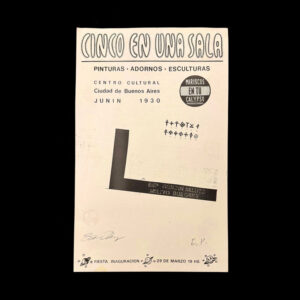 CINCO EN UNA SALA
PINTURAS • ADORNOS • ESCULTURAS
CENTRO CULTURAL
Ciudad de Buenos Aires
JUNIN 1930
MARISCOS
EN TU
CALYPSO
FIESTA INAUGURACION
29 DE MARZO 19 HS.